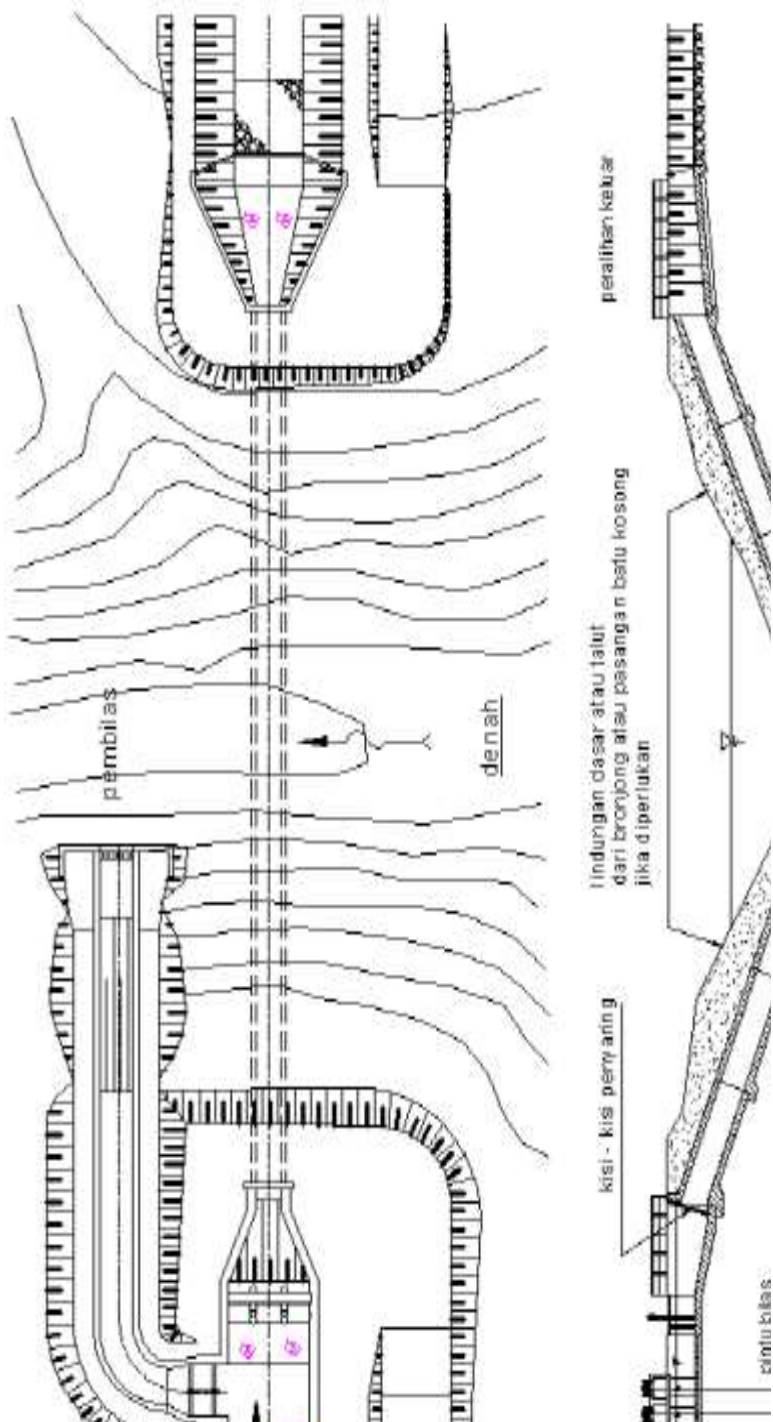 pembilas
denah
peralihan keluar
lindungan dasar atau talut
dari bronjong atau pasangan batu kosong
jika diperlukan
kisi - kisi penyaring
pintu bilas